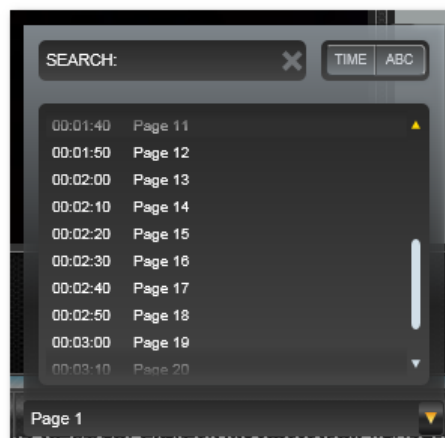 SEARCH: TIME ABC
00:01:40 Page 11
00:01:50 Page 12
00:02:00 Page 13
00:02:10 Page 14
00:02:20 Page 15
00:02:30 Page 16
00:02:40 Page 17
00:02:50 Page 18
00:03:00 Page 19
00:03:10 Page 20
Page 1